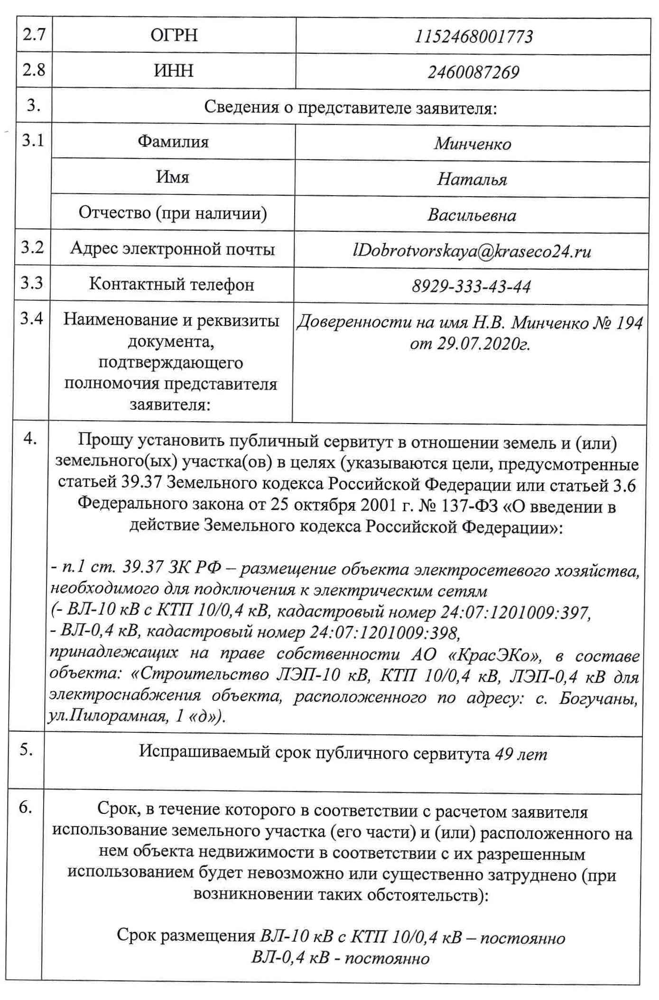 2.7 ОГРН 1152468001773
2.8 ИНН 2460087269
3. Сведения о представителе заявителя:
3.1 Фамилия Минченко
Имя Наталья
Отчество (при наличии) Васильевна
3.2 Адрес электронной почты lDobrotvorskaya@kraseco24.ru
3.3 Контактный телефон 8929-333-43-44
3.4 Наименование и реквизиты Доверенности на имя Н.В. Минченко № 194
документа, от 29.07.2020г.
подтверждающего
полномочия представителя
заявителя:
4. Прошу установить публичный сервитут в отношении земель и (или)
земельного(ых) участка(ов) в целях (указываются цели, предусмотренные
статьей 39.37 Земельного кодекса Российской Федерации или статьей 3.6
Федерального закона от 25 октября 2001 г. № 137-ФЗ «О введении в
действие Земельного кодекса Российской Федерации»:
- п.1 ст. 39.37 ЗК РФ – размещение объекта электросетевого хозяйства,
необходимого для подключения к электрическим сетям
(- ВЛ-10 кВ с КТП 10/0,4 кВ, кадастровый номер 24:07:1201009:397,
- ВЛ-0,4 кВ, кадастровый номер 24:07:1201009:398,
принадлежащих на праве собственности АО «КрасЭКо», в составе
объекта: «Строительство ЛЭП-10 кВ, КТП 10/0,4 кВ, ЛЭП-0,4 кВ для
электроснабжения объекта, расположенного по адресу: с. Богучаны,
ул.Пилорамная, 1 «д»).
5. Испрашиваемый срок публичного сервитута 49 лет
6. Срок, в течение которого в соответствии с расчетом заявителя
использование земельного участка (его части) и (или) расположенного на
нем объекта недвижимости в соответствии с их разрешенным
использованием будет невозможно или существенно затруднено (при
возникновении таких обстоятельств):
Срок размещения ВЛ-10 кВ с КТП 10/0,4 кВ – постоянно
ВЛ-0,4 кВ - постоянно